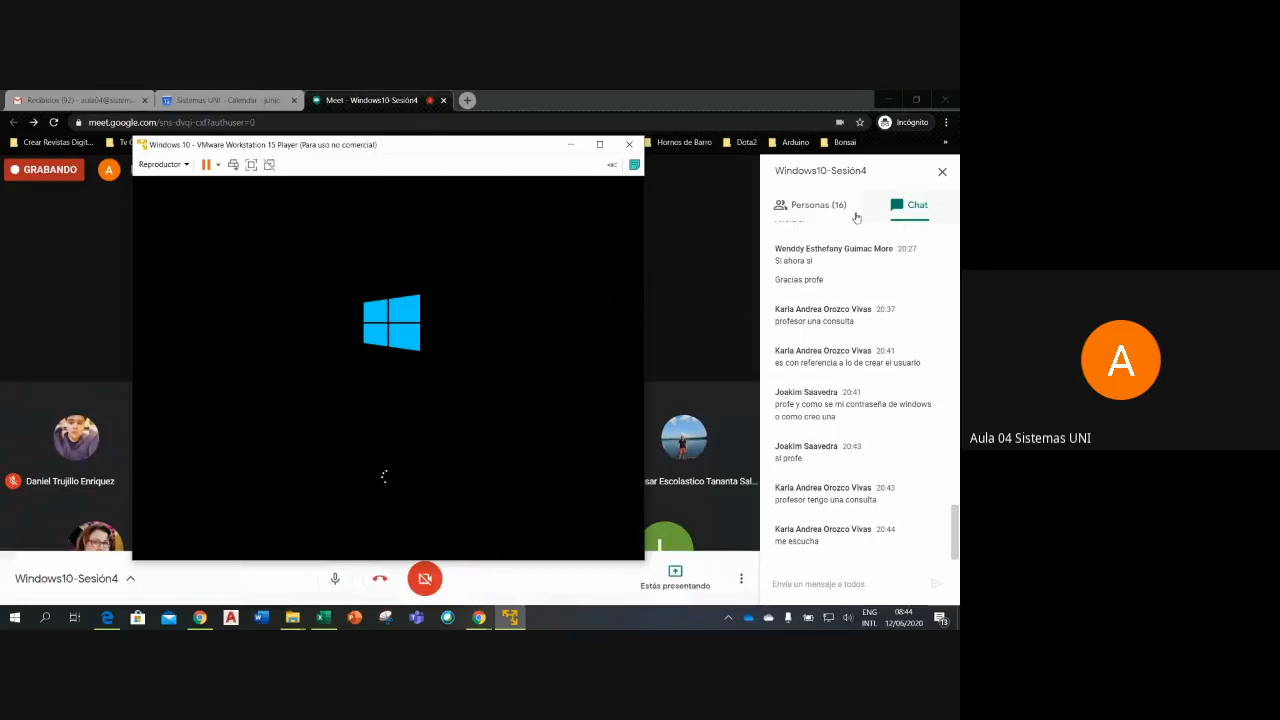 Recibidos (92) - aula04@sistem...
Sistemas UNI - Calendar - junio
Meet - Windows10-Sesión4
meet.google.com/sns-dvqi-cxf?authuser=0
Incógnito
Crear Revistas Digit...
Hornos de Barro
Dota2
Arduino
Bonsai
»
Windows 10 - VMware Workstation 15 Player (Para uso no comercial)
Reproductor
GRABANDO
A
Windows10-Sesión4
Personas (16)
Chat
Wenddy Esthefany Guimac More 20:27
Si ahora si
Gracias profe
Karla Andrea Orozco Vivas 20:37
profesor una consulta
Karla Andrea Orozco Vivas 20:41
es con referencia a lo de crear el usuario
Joakim Saavedra 20:41
profe y como se mi contraseña de windows
o como creo una
Joakim Saavedra 20:43
si profe
Karla Andrea Orozco Vivas 20:43
profesor tengo una consulta
Karla Andrea Orozco Vivas 20:44
me escucha
Envía un mensaje a todos
Daniel Trujillo Enriquez
sar Escolastico Tananta Sal...
L
Windows10-Sesión4
Estás presentando
ENG
INTL
08:44
12/06/2020
13
A
Aula 04 Sistemas UNI